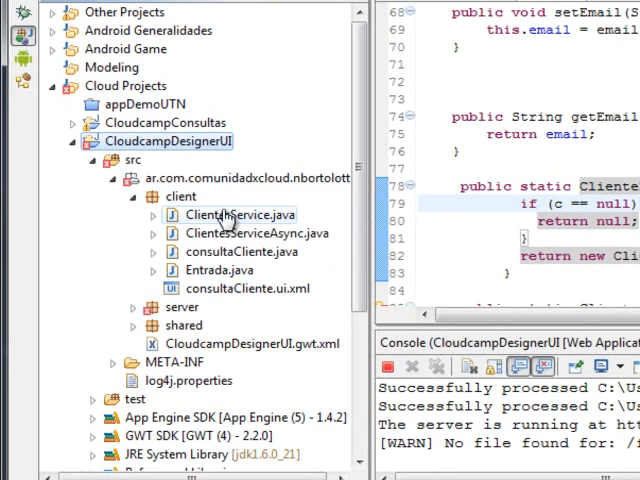 Other Projects
Android Generalidades
Android Game
Modeling
Cloud Projects
appDemoUTN
CloudcampConsultas
CloudcampDesignerUI
src
ar.com.comunidadxcloud.nbortolott
client
ClientesService.java
ClientesServiceAsync.java
consultaCliente.java
Entrada.java
consultaCliente.ui.xml
server
shared
CloudcampDesignerUI.gwt.xml
META-INF
log4j.properties
test
App Engine SDK [App Engine (5) - 1.4.2]
GWT SDK [GWT (4) - 2.2.0]
JRE System Library [jdk1.6.0_21]
68 public void setEmail(S
69 this.email = email
70 }
71
72
73
74 public String getEmail
75 return email;
76 }
77
78 public static Cliente
79 if (c == null)
80 return null;
81 }
82 return new Cli
83 }
84
Console (CloudcampDesignerUI [Web Applicat
Successfully processed C:\Us
Successfully processed C:\Us
The server is running at htt
[WARN] No file found for: /f